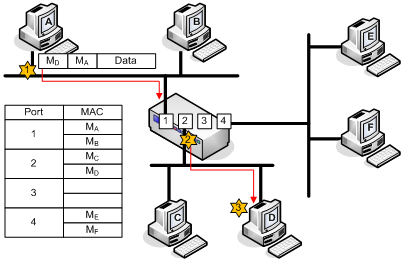 A
B
E
1
M_D M_A Data
1 2 3 4
2
F
Port MAC
1 M_A
M_B
2 M_C
M_D
3
4 M_E
M_F
C
D
3